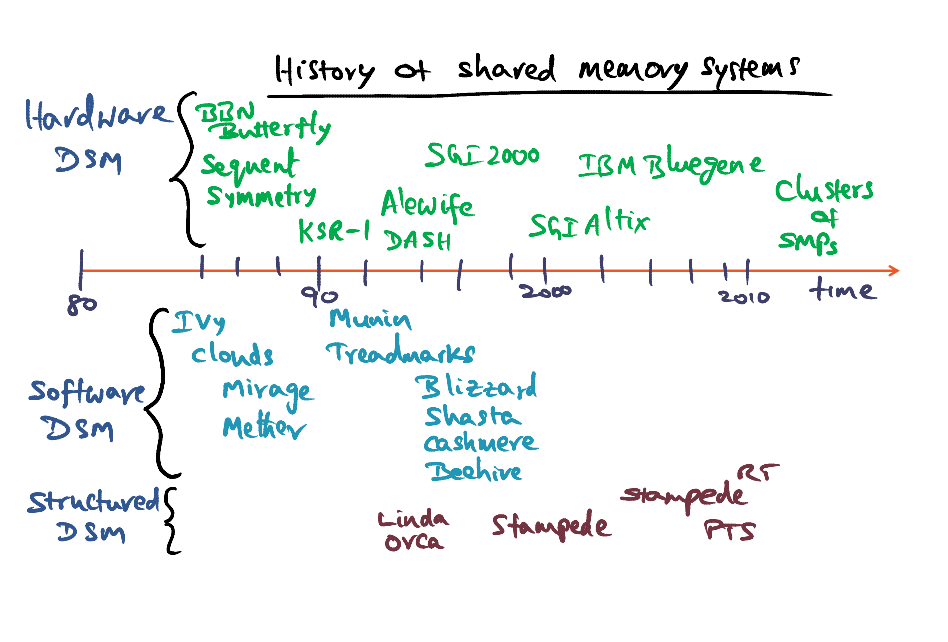 History of shared memory systems
Hardware
DSM
BBN
Butterfly
Sequent
Symmetry
KSR-1
Alewife
DASH
SGI 2000
SGI Altix
IBM Bluegene
Clusters
of
SMPs
80
90
2000
2010
time
Software
DSM
Ivy
Clouds
Mirage
Mether
Munin
Treadmarks
Blizzard
Shasta
Cashmere
Beehive
Structured
DSM
Linda
Orca
Stampede
Stampede RT
PTS